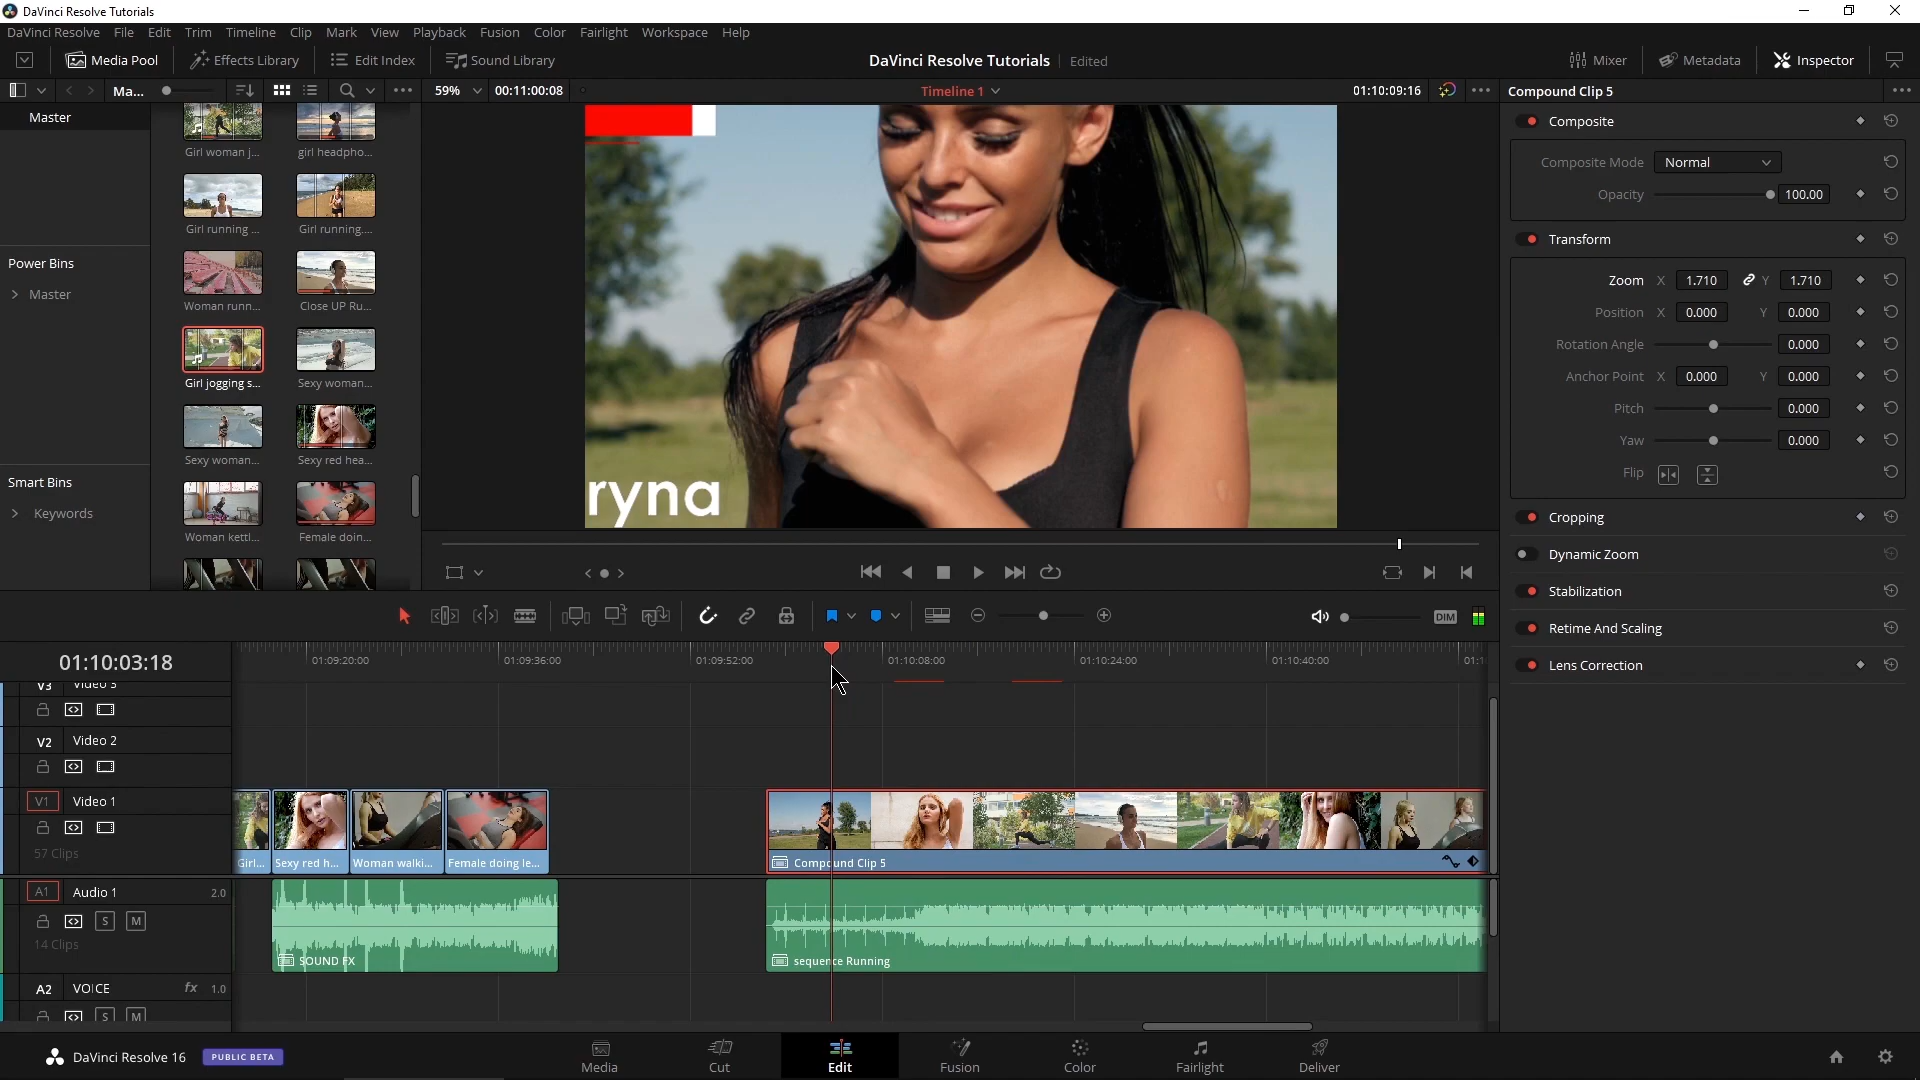 DaVinci Resolve Tutorials
DaVinci Resolve File Edit Trim Timeline Clip Mark View Playback Fusion Color Fairlight Workspace Help
Media Pool Effects Library Edit Index Sound Library DaVinci Resolve Tutorials Edited Mixer Metadata Inspector
Ma... 59% 00:11:00:08 Timeline 1 01:10:09:16 Compound Clip 5
Master
Power Bins
Master
Smart Bins
Keywords
Girl woman j... girl headpho...
Girl running ... Girl running....
Woman runn... Close UP Ru...
Girl jogging s... Sexy woman...
Sexy woman... Sexy red hea...
Woman kettl... Female doin...
ryna
Composite
Composite Mode Normal
Opacity 100.00
Transform
Zoom X 1.710 Y 1.710
Position X 0.000 Y 0.000
Rotation Angle 0.000
Anchor Point X 0.000 Y 0.000
Pitch 0.000
Yaw 0.000
Flip
Cropping
Dynamic Zoom
Stabilization
Retime And Scaling
Lens Correction
DIM
01:10:03:18 01:09:20:00 01:09:36:00 01:09:52:00 01:10:08:00 01:10:24:00 01:10:40:00 01:1
V3 Video 3
V2 Video 2
V1 Video 1
57 Clips
Girl... Sexy red h... Woman walki... Female doing le... Compound Clip 5
A1 Audio 1 2.0
S M
14 Clips
SOUND FX sequence Running
A2 VOICE fx 1.0
S M
DaVinci Resolve 16 PUBLIC BETA
Media Cut Edit Fusion Color Fairlight Deliver